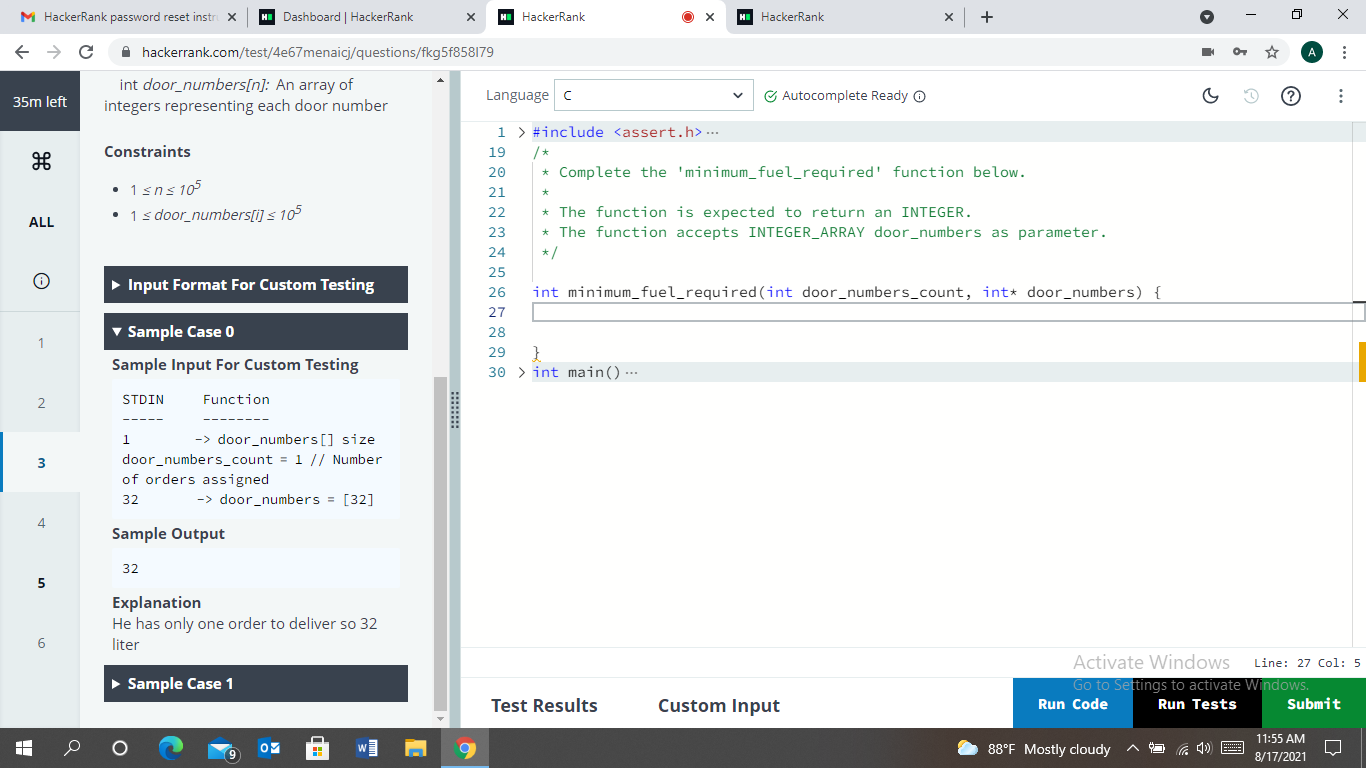 HackerRank password reset instr
Dashboard | HackerRank
HackerRank
HackerRank
hackerrank.com/test/4e67menaicj/questions/fkg5f858l79
A
35m left
ALL
1
2
3
4
5
6
int door_numbers[n]: An array of
integers representing each door number
Constraints
• 1 ≤ n ≤ 10^5
• 1 ≤ door_numbers[i] ≤ 10^5
Input Format For Custom Testing
Sample Case 0
Sample Input For Custom Testing
STDIN Function
----- --------
1 -> door_numbers[] size
door_numbers_count = 1 // Number
of orders assigned
32 -> door_numbers = [32]
Sample Output
32
Explanation
He has only one order to deliver so 32
liter
Sample Case 1
Language C Autocomplete Ready
1 #include <assert.h>···
19 /*
20 * Complete the 'minimum_fuel_required' function below.
21 *
22 * The function is expected to return an INTEGER.
23 * The function accepts INTEGER_ARRAY door_numbers as parameter.
24 */
25
26 int minimum_fuel_required(int door_numbers_count, int* door_numbers) {
27
28
29 }
30 int main()···
Activate Windows
Go to Settings to activate Windows.
Line: 27 Col: 5
Test Results
Custom Input
Run Code
Run Tests
Submit
9
88°F Mostly cloudy
11:55 AM
8/17/2021